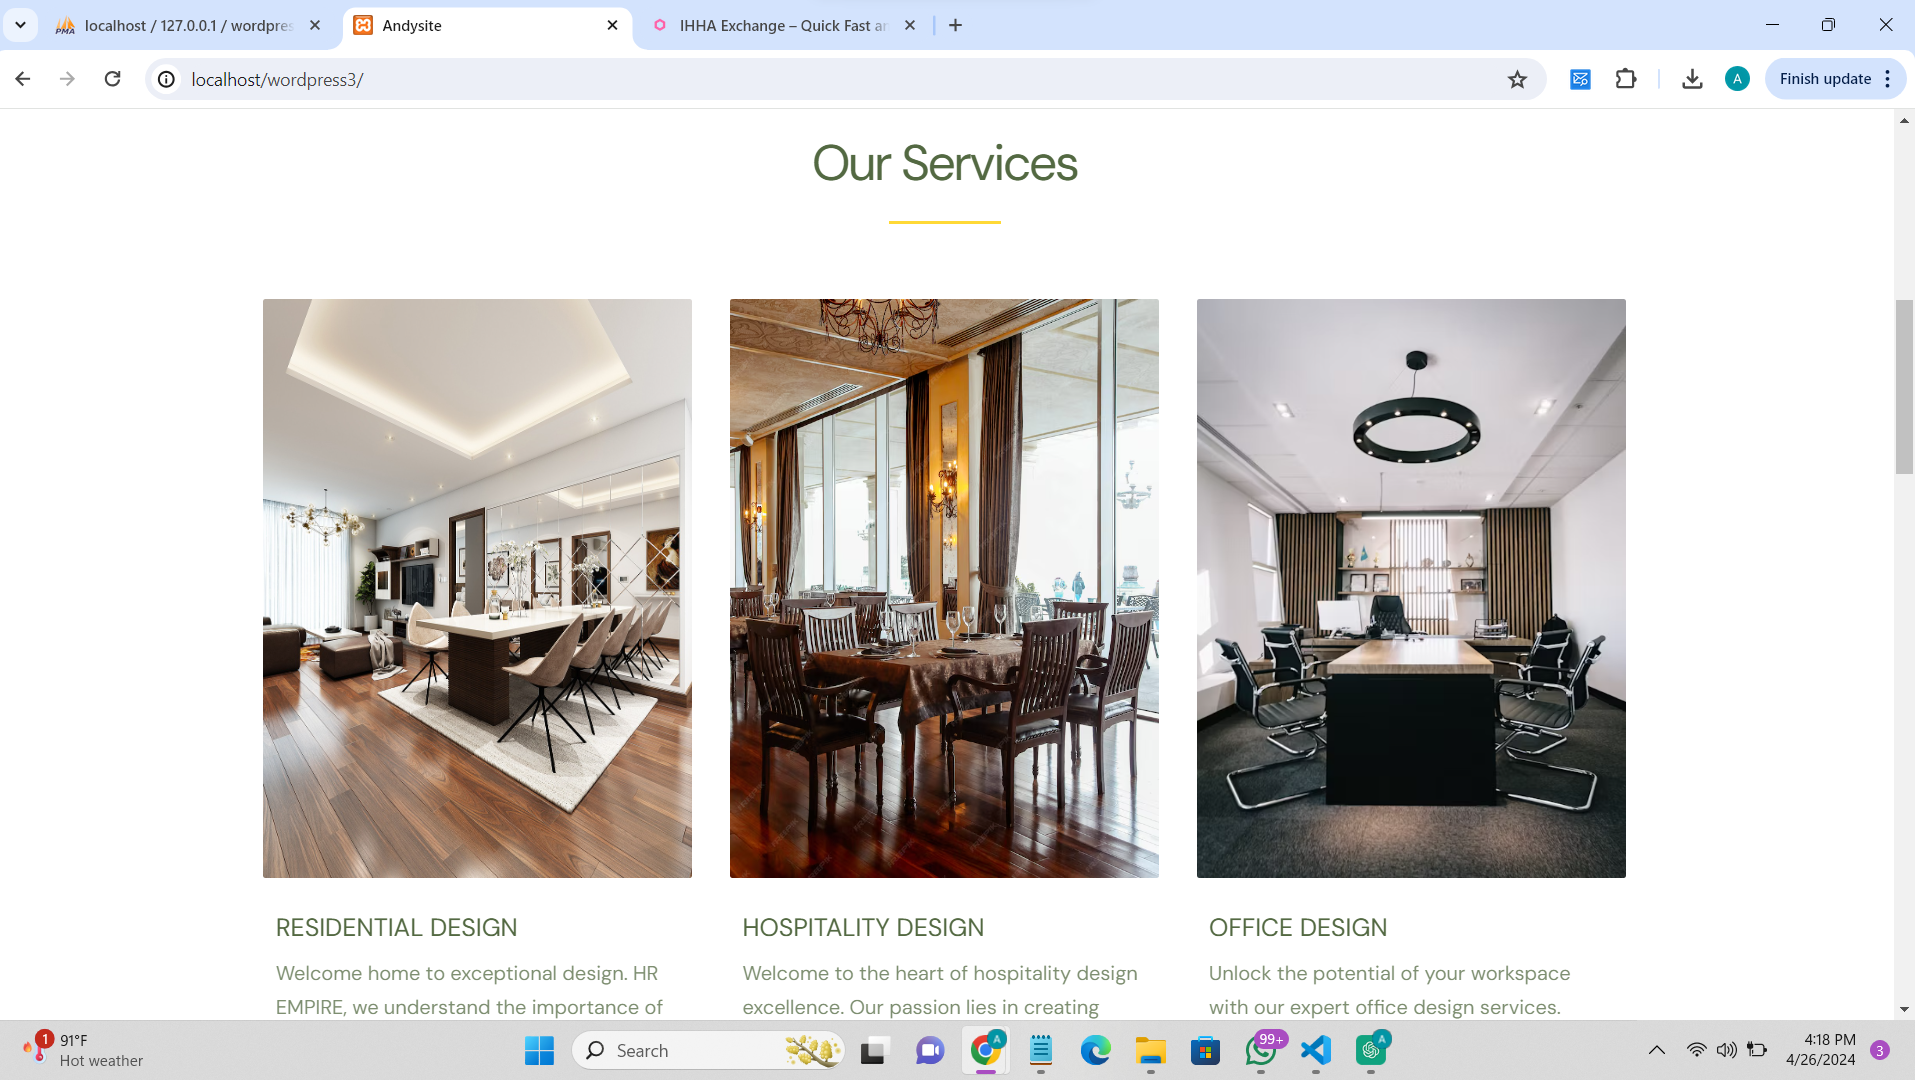 localhost / 127.0.0.1 / wordpres
Andysite
IHHA Exchange – Quick Fast an
localhost/wordpress3/
A
Finish update
Our Services
RESIDENTIAL DESIGN
Welcome home to exceptional design. HR
EMPIRE, we understand the importance of
HOSPITALITY DESIGN
Welcome to the heart of hospitality design
excellence. Our passion lies in creating
OFFICE DESIGN
Unlock the potential of your workspace
with our expert office design services.
1
91°F
Hot weather
Search
A
99+
A
4:18 PM
4/26/2024
3